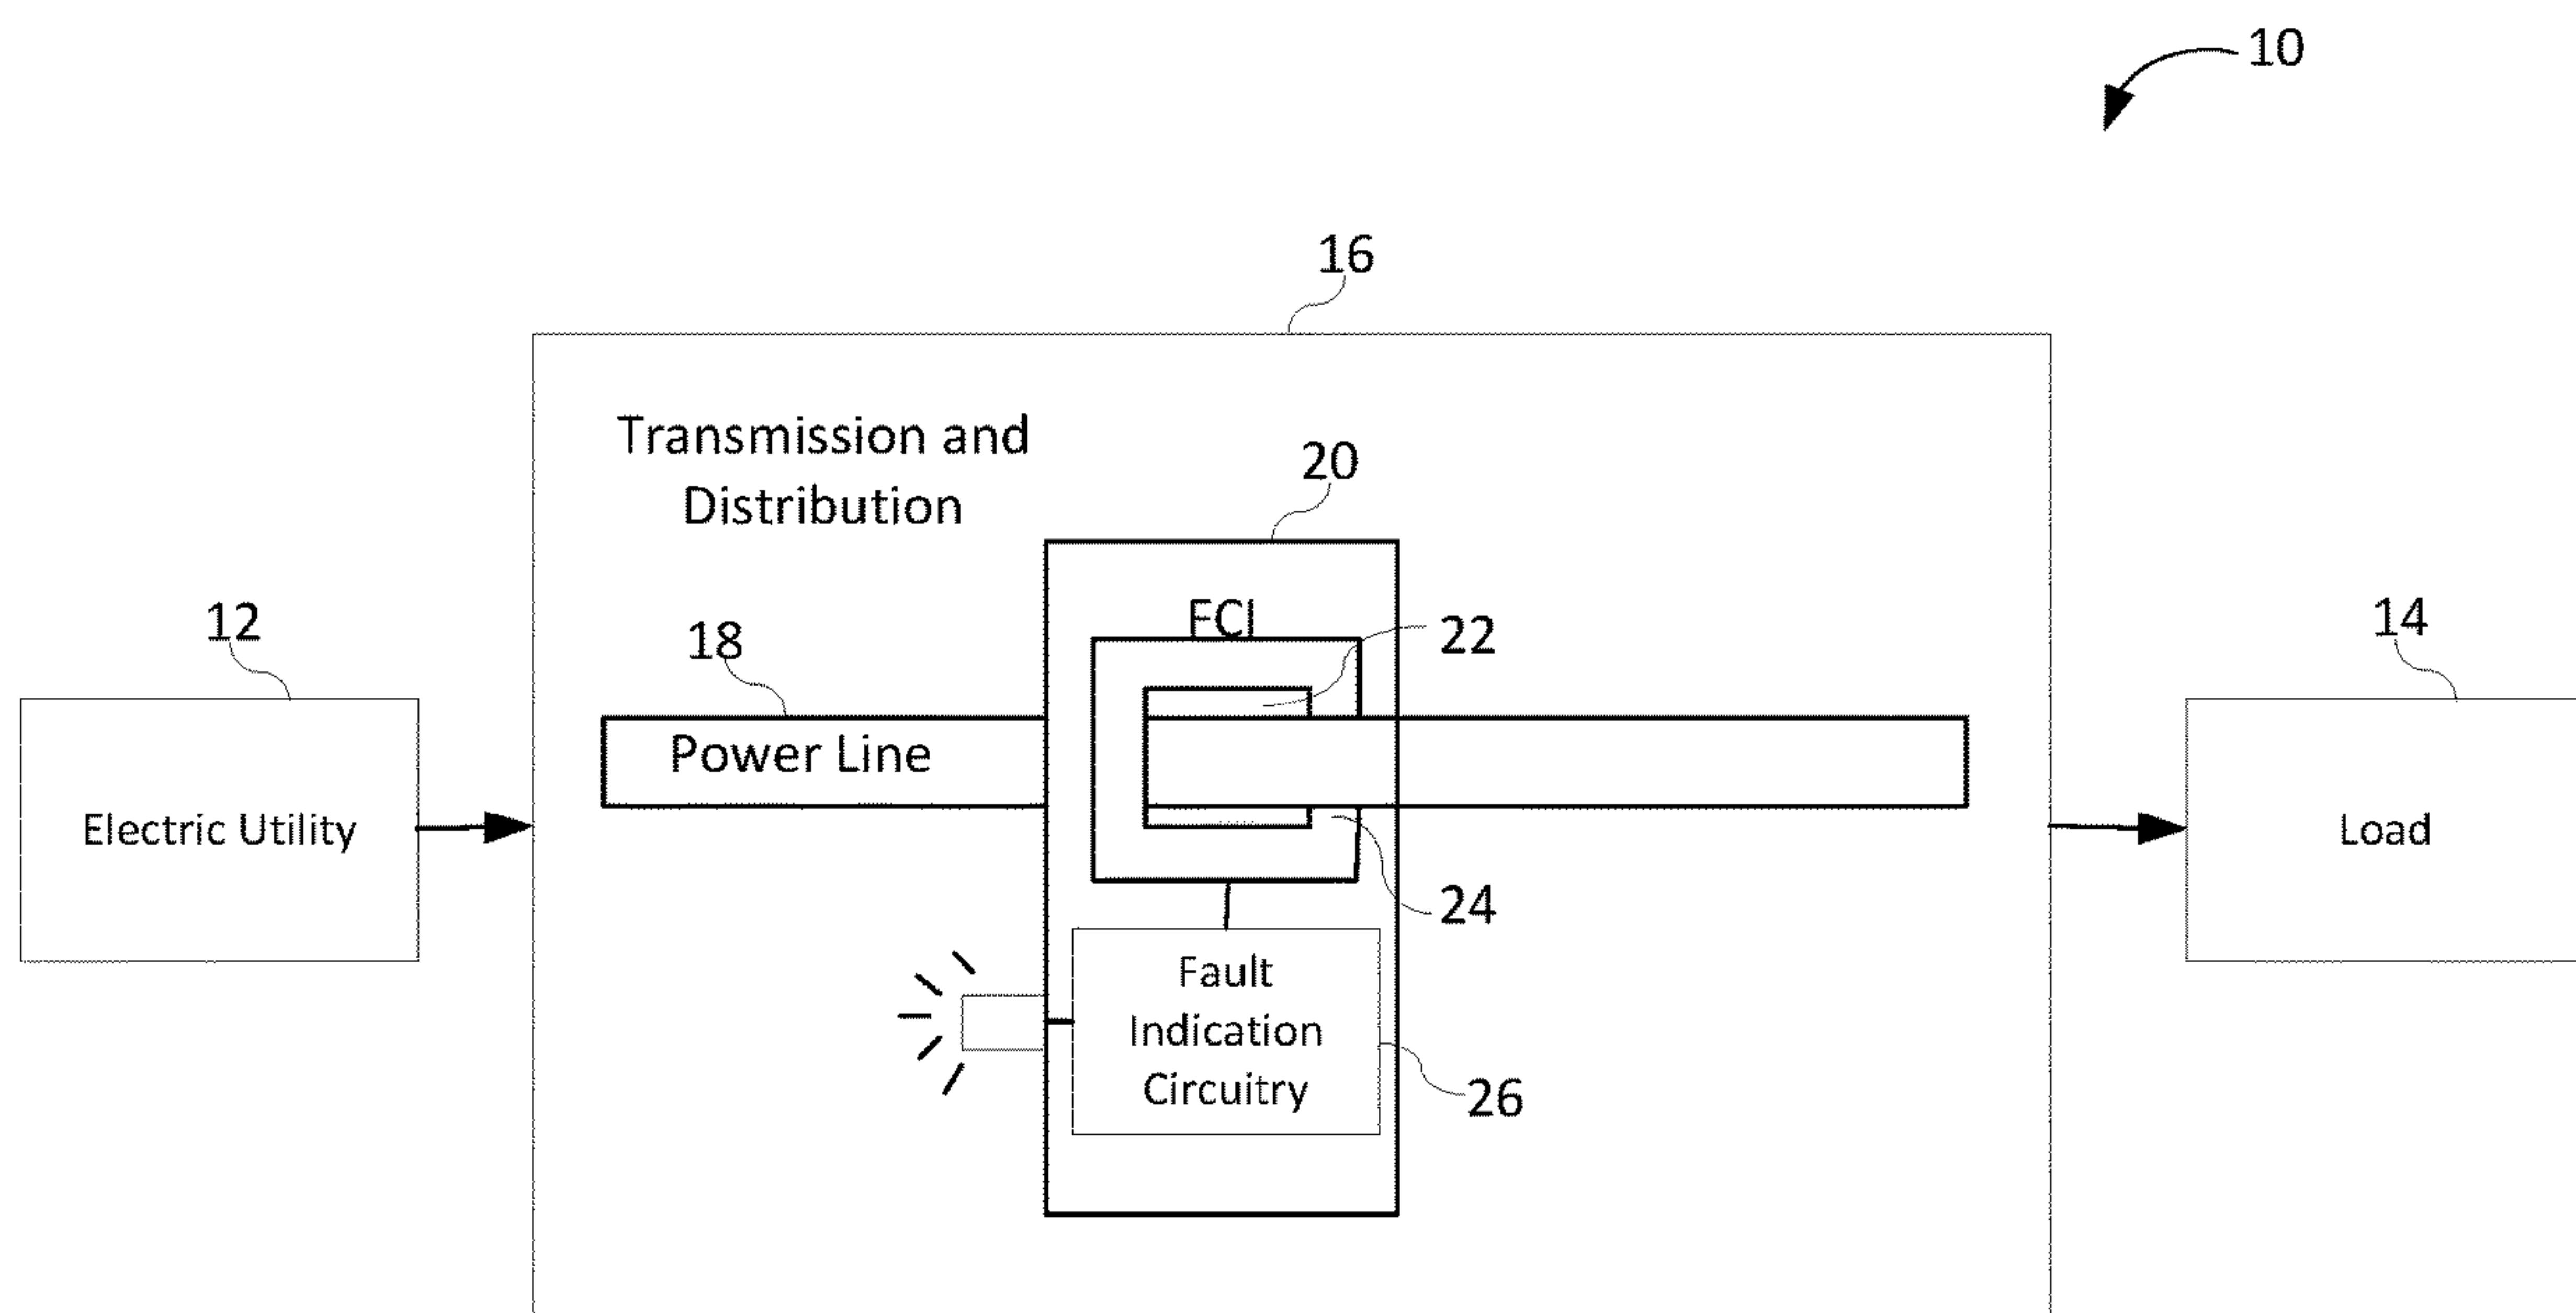 10
16
Transmission and
Distribution
20
12
18
FCI
22
14
Power Line
Electric Utility
Load
24
Fault
Indication
Circuitry
26